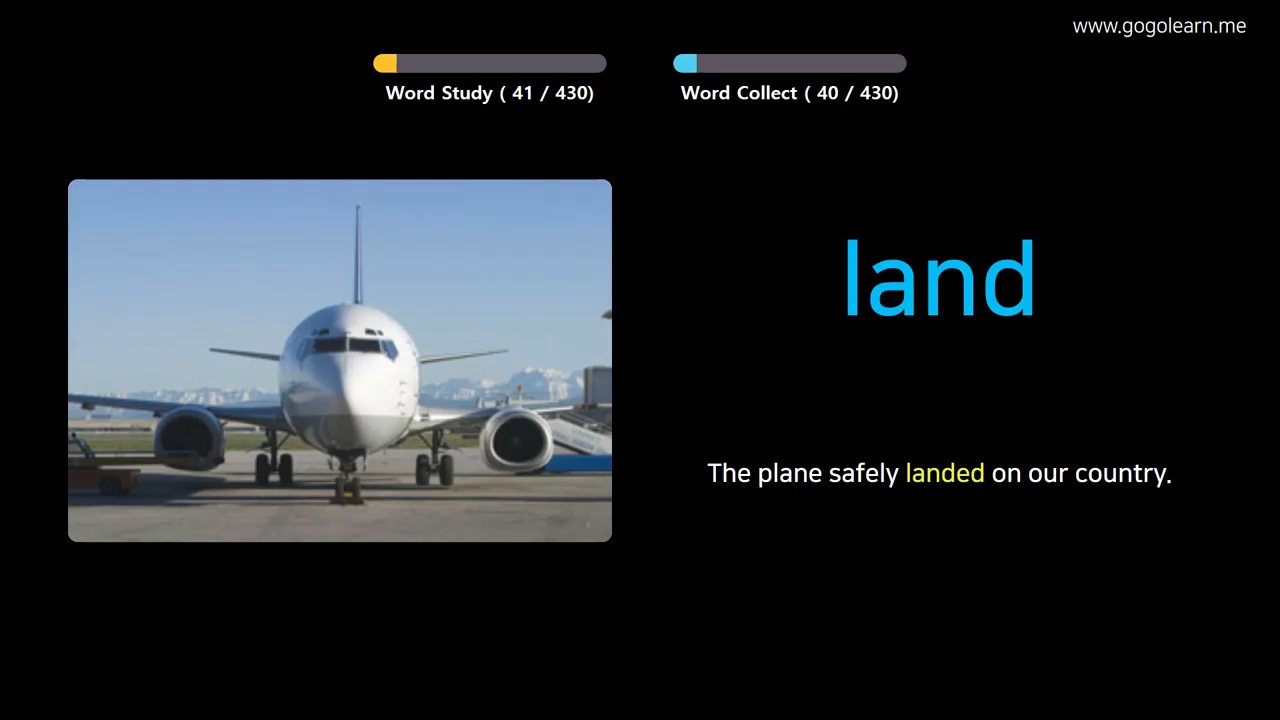 www.gogolearn.me
Word Study ( 41 / 430)
Word Collect ( 40 / 430)
land
The plane safely landed on our country.